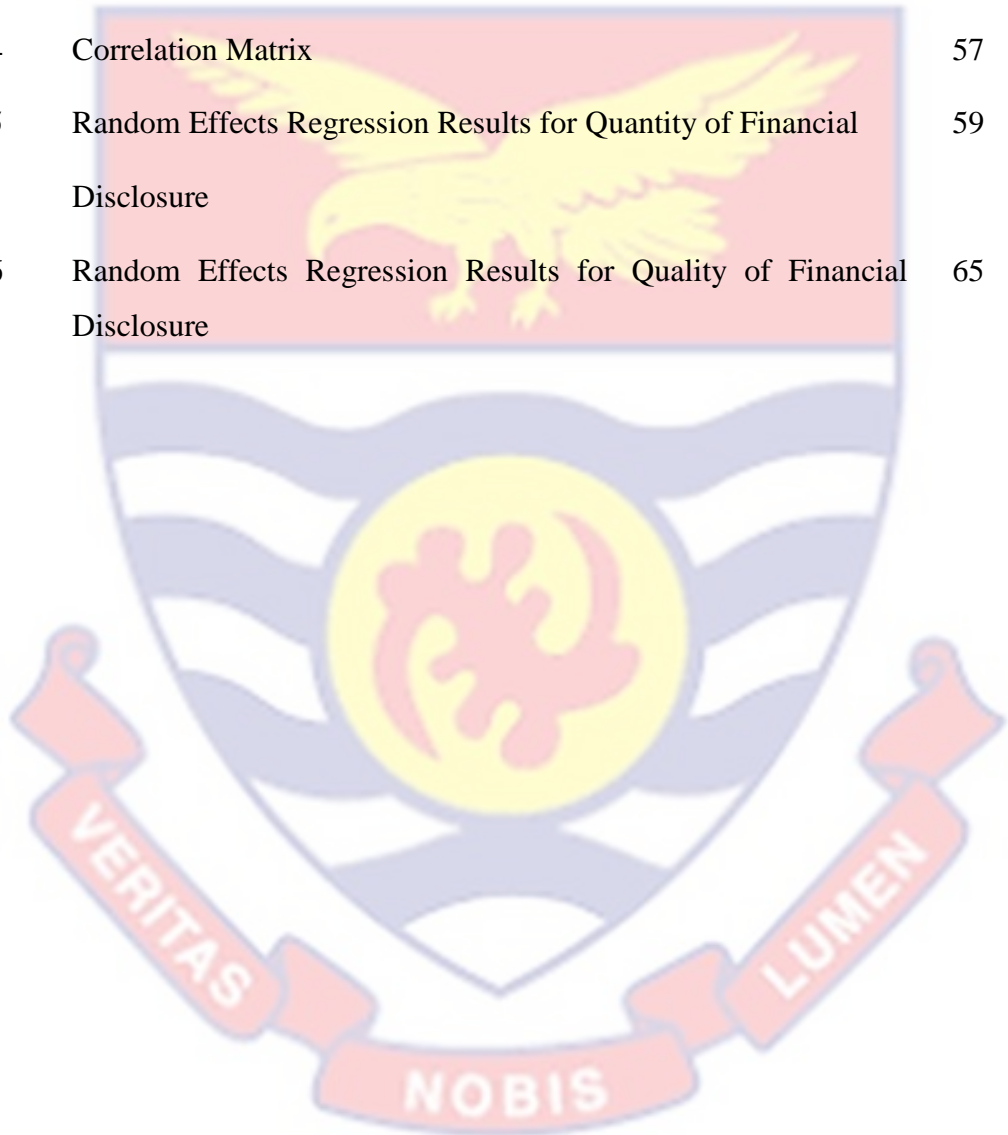 Correlation Matrix 57
Random Effects Regression Results for Quantity of Financial 59
Disclosure
Random Effects Regression Results for Quality of Financial 65
Disclosure
VERITAS
NOBIS
LUMEN